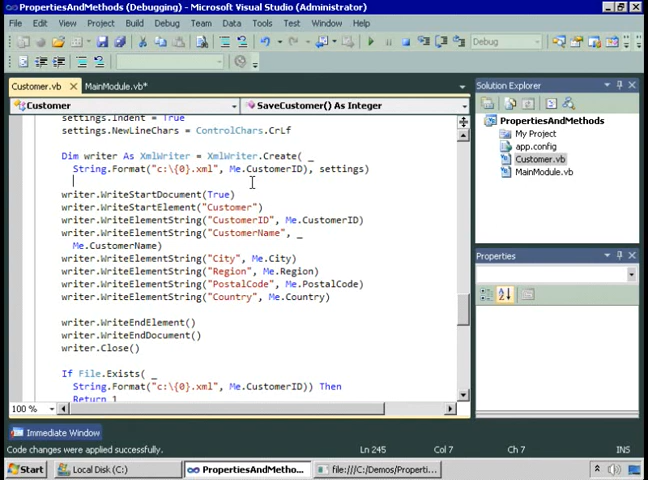 PropertiesAndMethods (Debugging) - Microsoft Visual Studio (Administrator)
File Edit View Project Build Debug Team Data Tools Test Window Help
Debug
Customer.vb MainModule.vb*
Customer
SaveCustomer() As Integer
settings.Indent = True
settings.NewLineChars = ControlChars.CrLf
Dim writer As XmlWriter = XmlWriter.Create( _
String.Format("c:\{0}.xml", Me.CustomerID), settings)
writer.WriteStartDocument(True)
writer.WriteStartElement("Customer")
writer.WriteElementString("CustomerID", Me.CustomerID)
writer.WriteElementString("CustomerName", _
Me.CustomerName)
writer.WriteElementString("City", Me.City)
writer.WriteElementString("Region", Me.Region)
writer.WriteElementString("PostalCode", Me.PostalCode)
writer.WriteElementString("Country", Me.Country)
writer.WriteEndElement()
writer.WriteEndDocument()
writer.Close()
If File.Exists( _
String.Format("c:\{0}.xml", Me.CustomerID)) Then
Return 1
100 %
Solution Explorer
PropertiesAndMethods
My Project
app.config
Customer.vb
MainModule.vb
Properties
Immediate Window
Code changes were applied successfully.
Ln 245 Col 7 Ch 7 INS
Start
Local Disk (C:)
PropertiesAndMetho...
file:///C:/Demos/Properti...